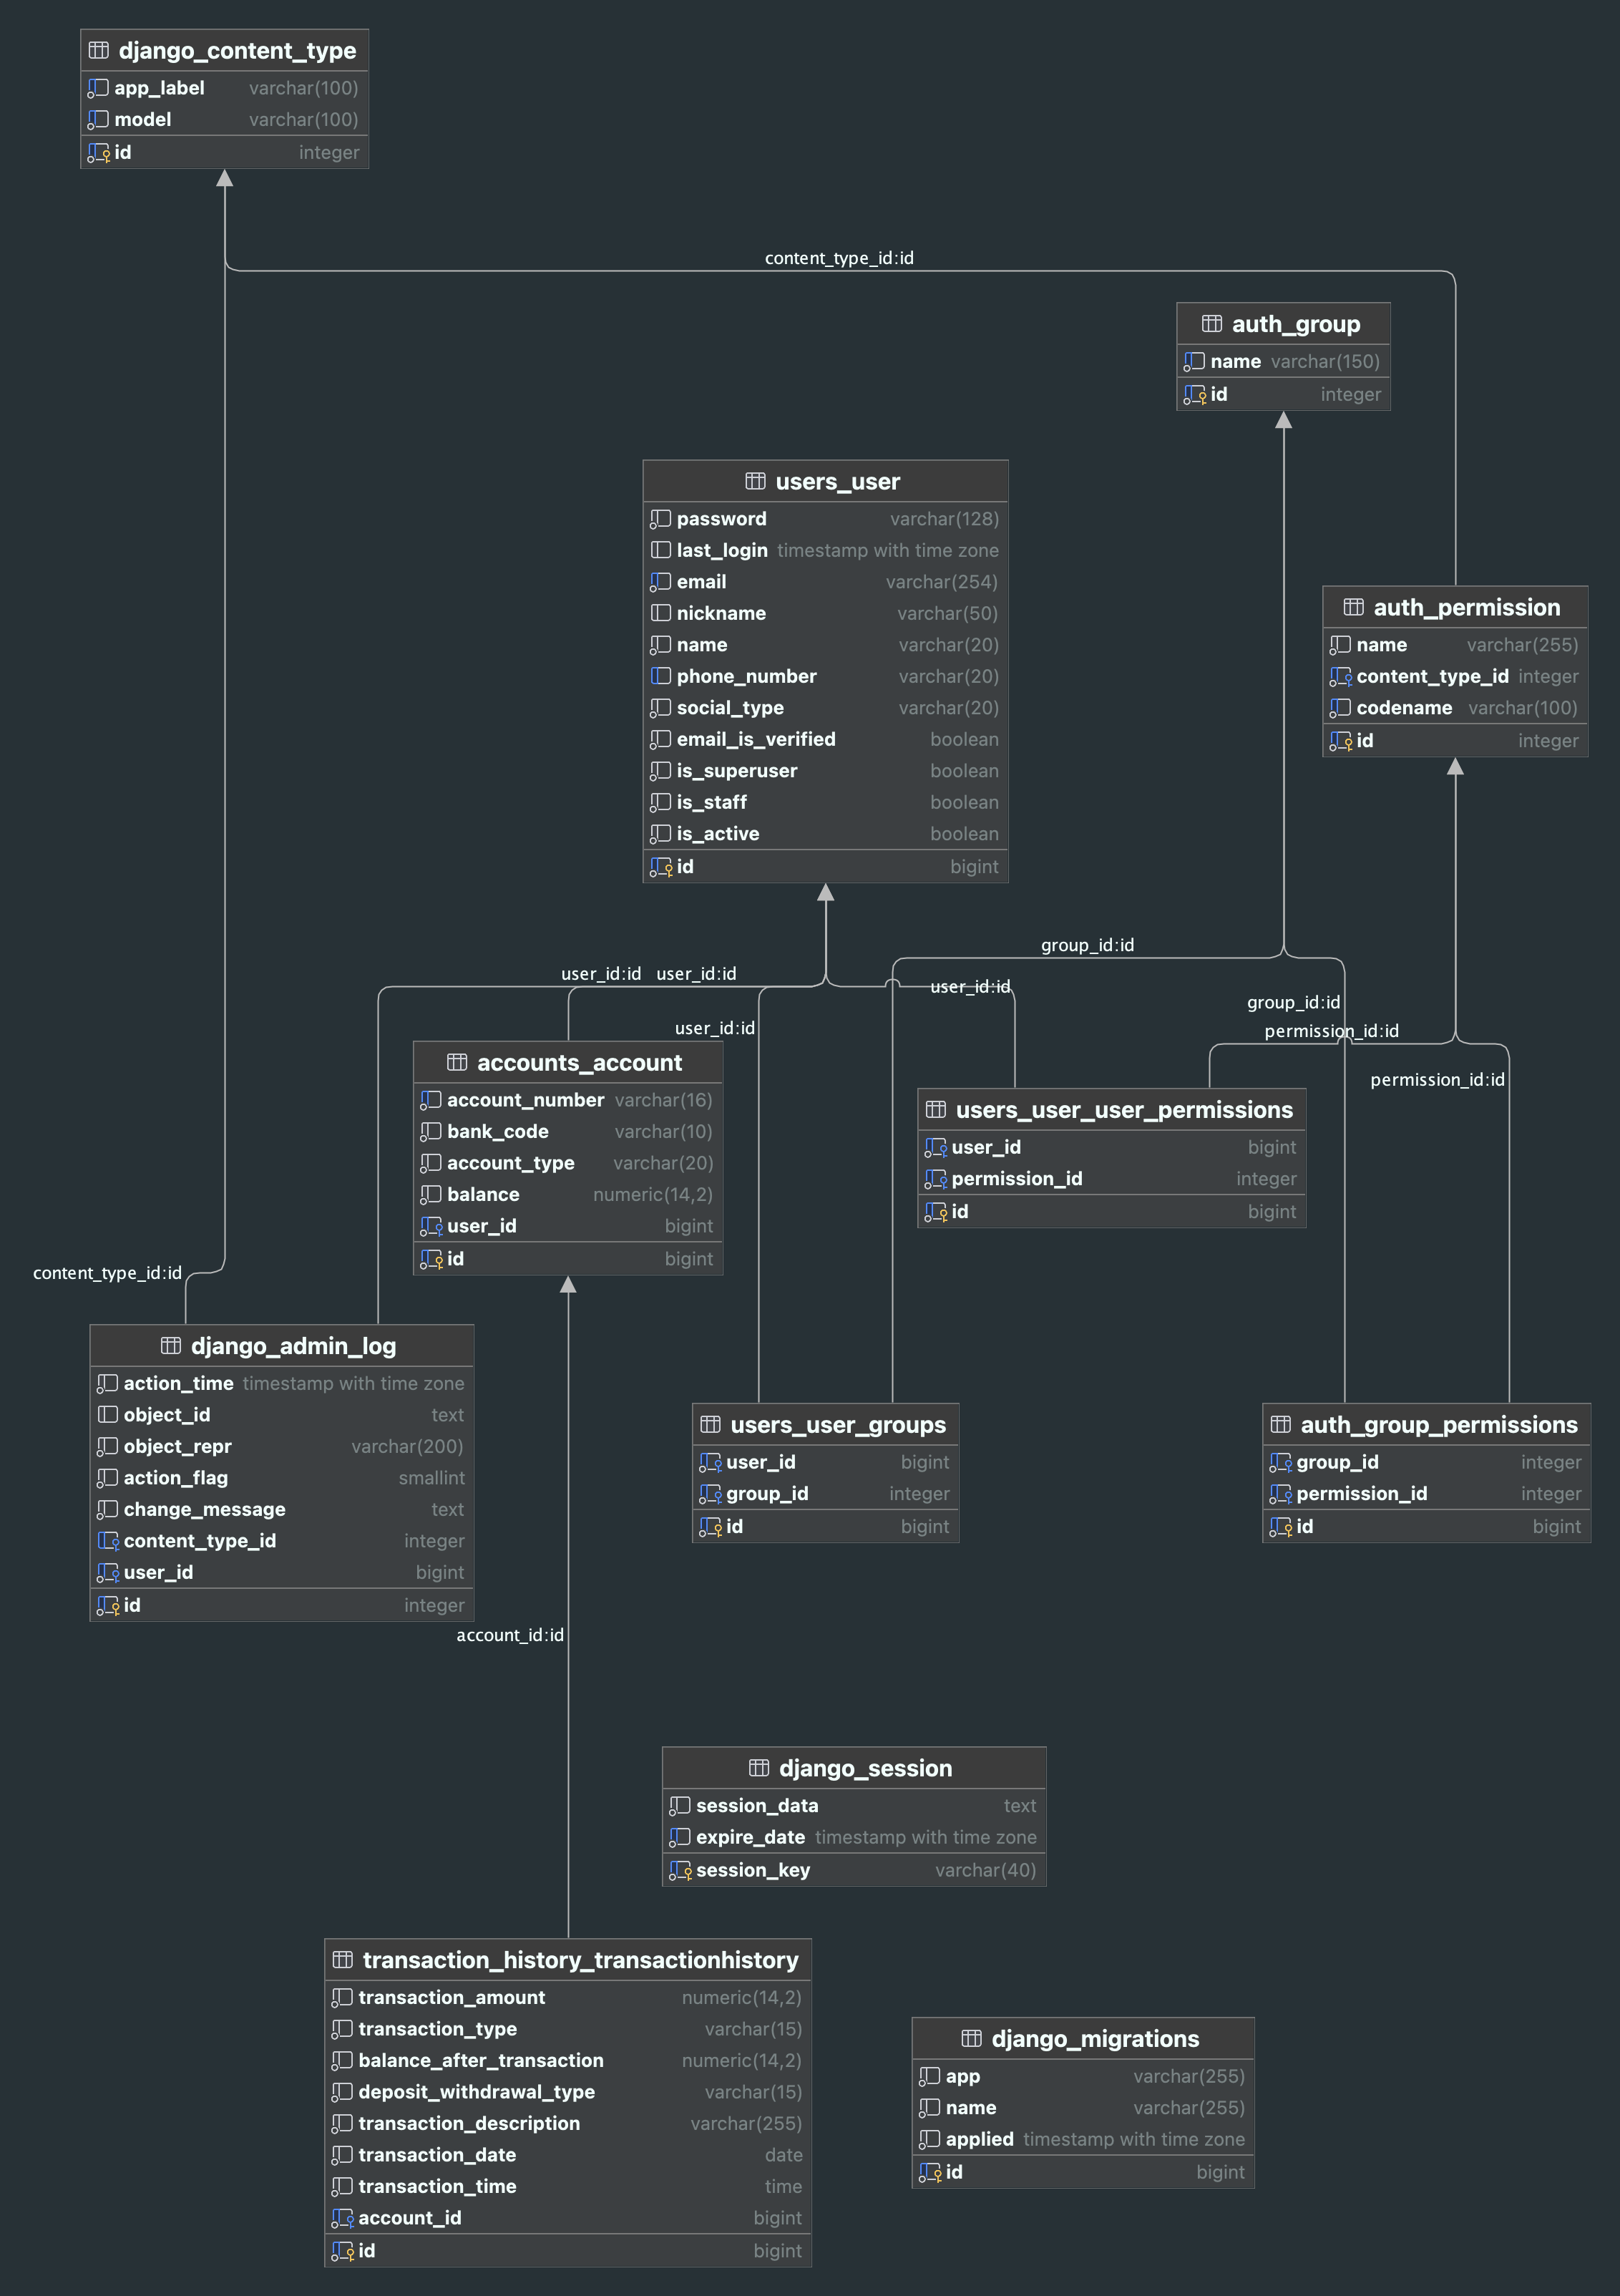 django_content_type
app_label varchar(100)
model varchar(100)
id integer
content_type_id:id
auth_group
name varchar(150)
id integer
users_user
password varchar(128)
last_login timestamp with time zone
email varchar(254)
nickname varchar(50)
name varchar(20)
phone_number varchar(20)
social_type varchar(20)
email_is_verified boolean
is_superuser boolean
is_staff boolean
is_active boolean
id bigint
auth_permission
name varchar(255)
content_type_id integer
codename varchar(100)
id integer
group_id:id
user_id:id
user_id:id
user_id:id
group_id:id
user_id:id
permission_id:id
permission_id:id
accounts_account
account_number varchar(16)
bank_code varchar(10)
account_type varchar(20)
balance numeric(14,2)
user_id bigint
id bigint
users_user_user_permissions
user_id bigint
permission_id integer
id bigint
content_type_id:id
django_admin_log
action_time timestamp with time zone
object_id text
object_repr varchar(200)
action_flag smallint
change_message text
content_type_id integer
user_id bigint
id integer
users_user_groups
user_id bigint
group_id integer
id bigint
auth_group_permissions
group_id integer
permission_id integer
id bigint
account_id:id
django_session
session_data text
expire_date timestamp with time zone
session_key varchar(40)
transaction_history_transactionhistory
transaction_amount numeric(14,2)
transaction_type varchar(15)
balance_after_transaction numeric(14,2)
deposit_withdrawal_type varchar(15)
transaction_description varchar(255)
transaction_date date
transaction_time time
account_id bigint
id bigint
django_migrations
app varchar(255)
name varchar(255)
applied timestamp with time zone
id bigint